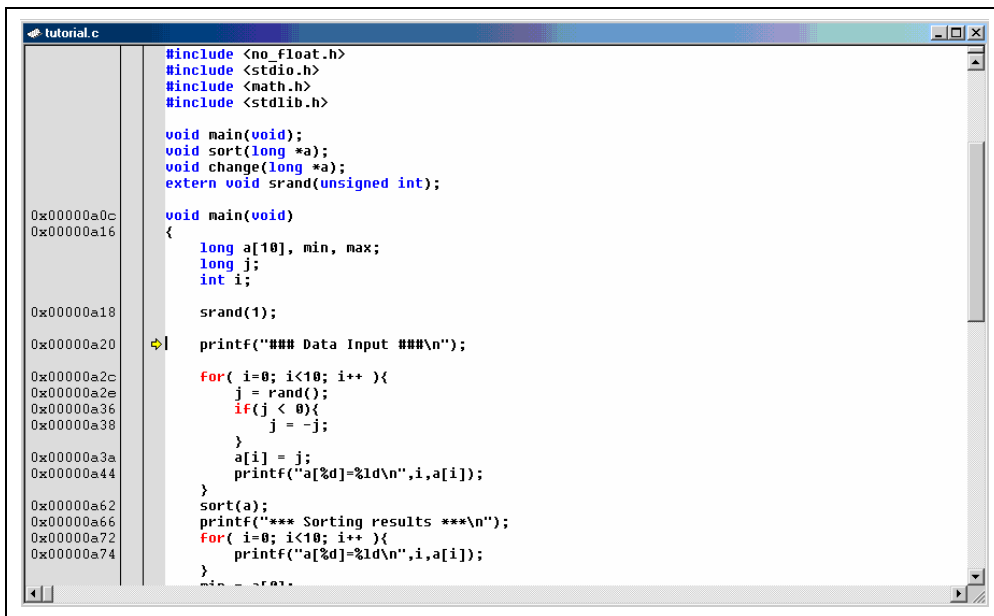 tutorial.c
#include <no_float.h>
#include <stdio.h>
#include <math.h>
#include <stdlib.h>
void main(void);
void sort(long *a);
void change(long *a);
extern void srand(unsigned int);
0x00000a0c void main(void)
0x00000a16 {
long a[10], min, max;
long j;
int i;
0x00000a18 srand(1);
0x00000a20 printf("### Data Input ###\n");
0x00000a2c for( i=0; i<10; i++ ){
0x00000a2e j = rand();
0x00000a36 if(j < 0){
0x00000a38 j = -j;
}
0x00000a3a a[i] = j;
0x00000a44 printf("a[%d]=%ld\n",i,a[i]);
}
0x00000a62 sort(a);
0x00000a66 printf("*** Sorting results ***\n");
0x00000a72 for( i=0; i<10; i++ ){
0x00000a74 printf("a[%d]=%ld\n",i,a[i]);
}
min = a[0];